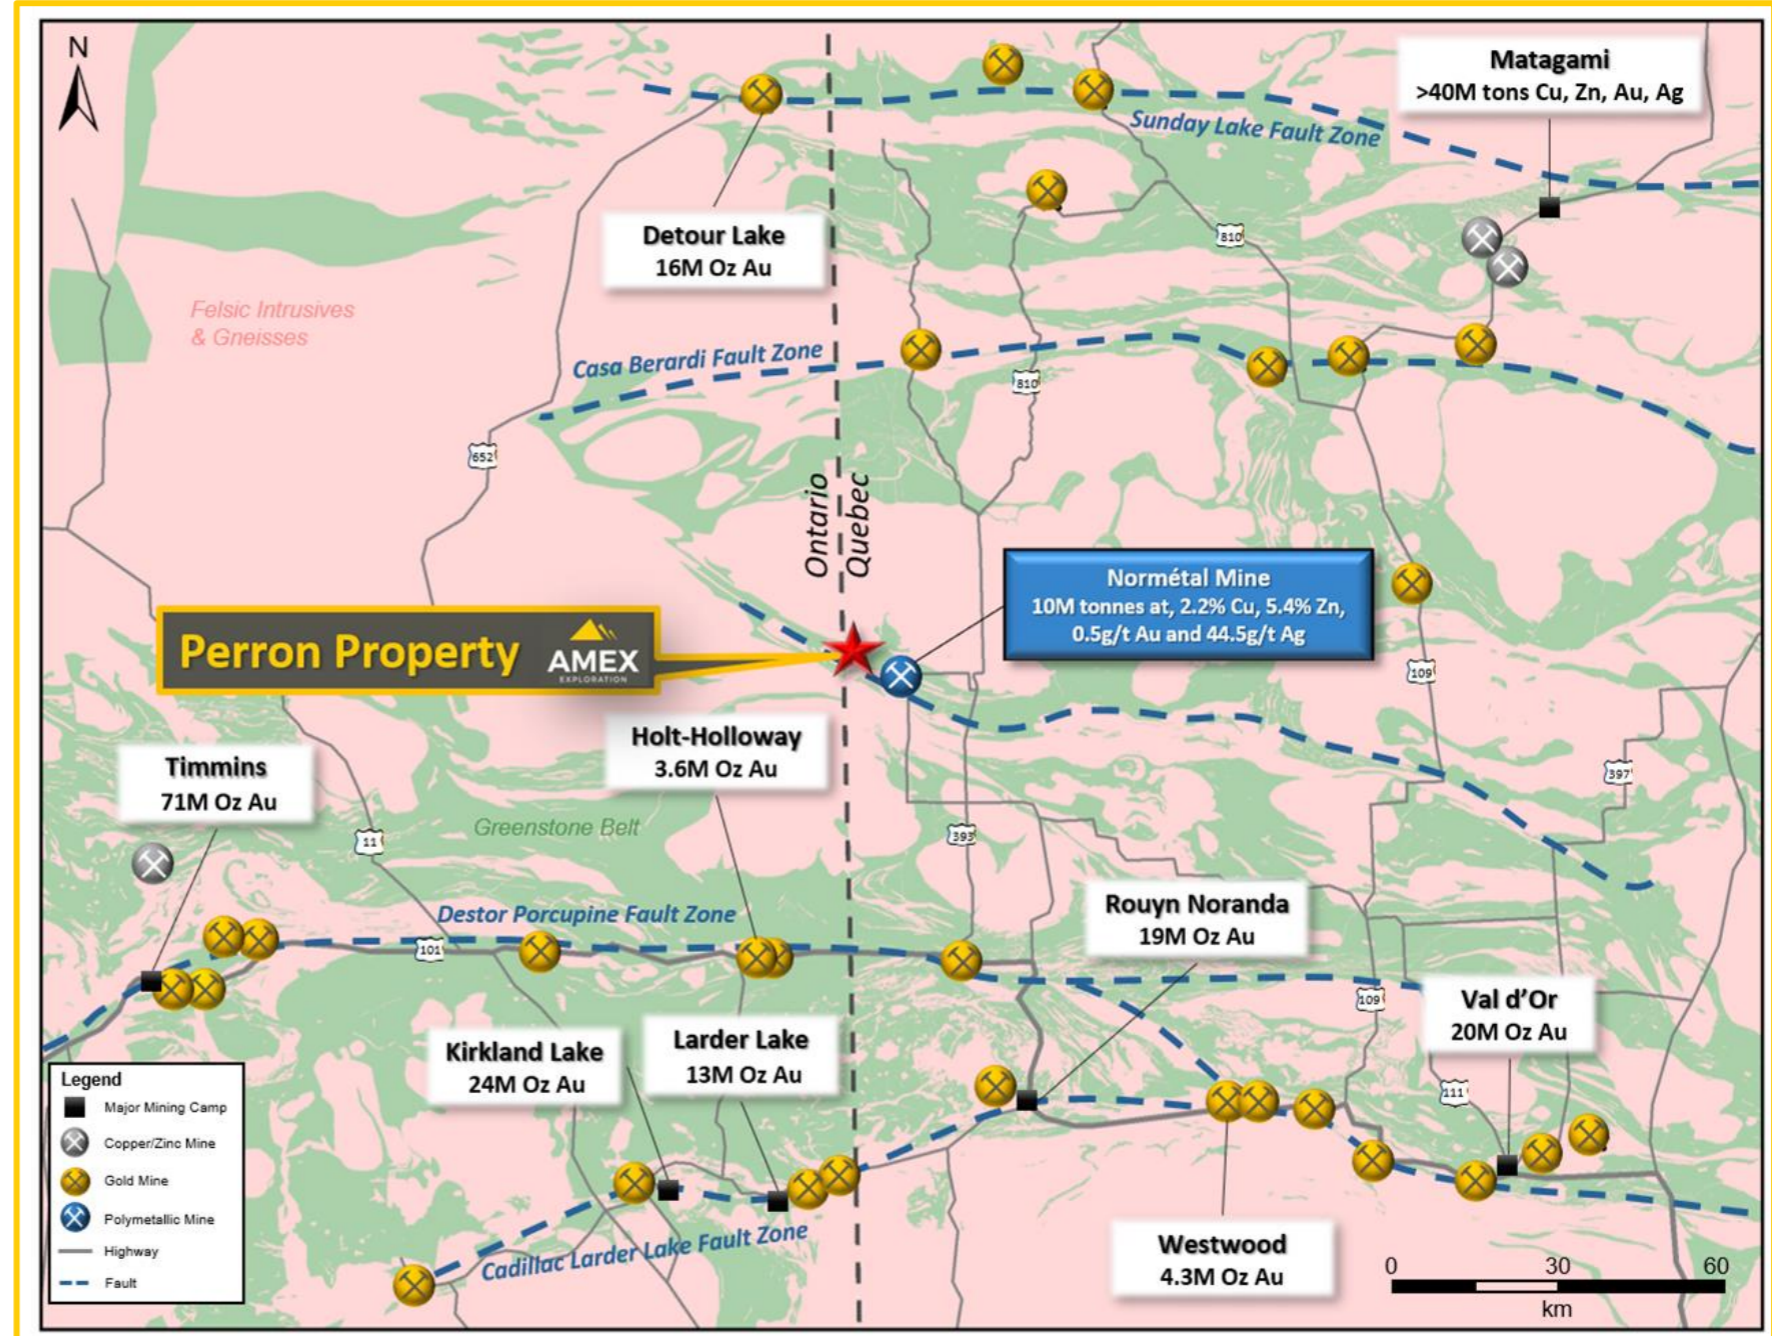 N
Matagami
>40M tons Cu, Zn, Au, Ag
Sunday Lake Fault Zone
Detour Lake
16M Oz Au
810
Felsic Intrusives
& Gneisses
Casa Berardi Fault Zone
810
652
Ontario
Quebec
Normétal Mine
10M tonnes at, 2.2% Cu, 5.4% Zn,
0.5g/t Au and 44.5g/t Ag
Perron Property
AMEX
EXPLORATION
109
Holt-Holloway
3.6M Oz Au
Timmins
71M Oz Au
397
Greenstone Belt
11
393
Rouyn Noranda
19M Oz Au
Destor Porcupine Fault Zone
101
109
Val d’Or
20M Oz Au
Kirkland Lake
24M Oz Au
Larder Lake
13M Oz Au
111
Legend
Major Mining Camp
Copper/Zinc Mine
Gold Mine
Polymetallic Mine
Highway
Fault
Cadillac Larder Lake Fault Zone
Westwood
4.3M Oz Au
0 30 60
km